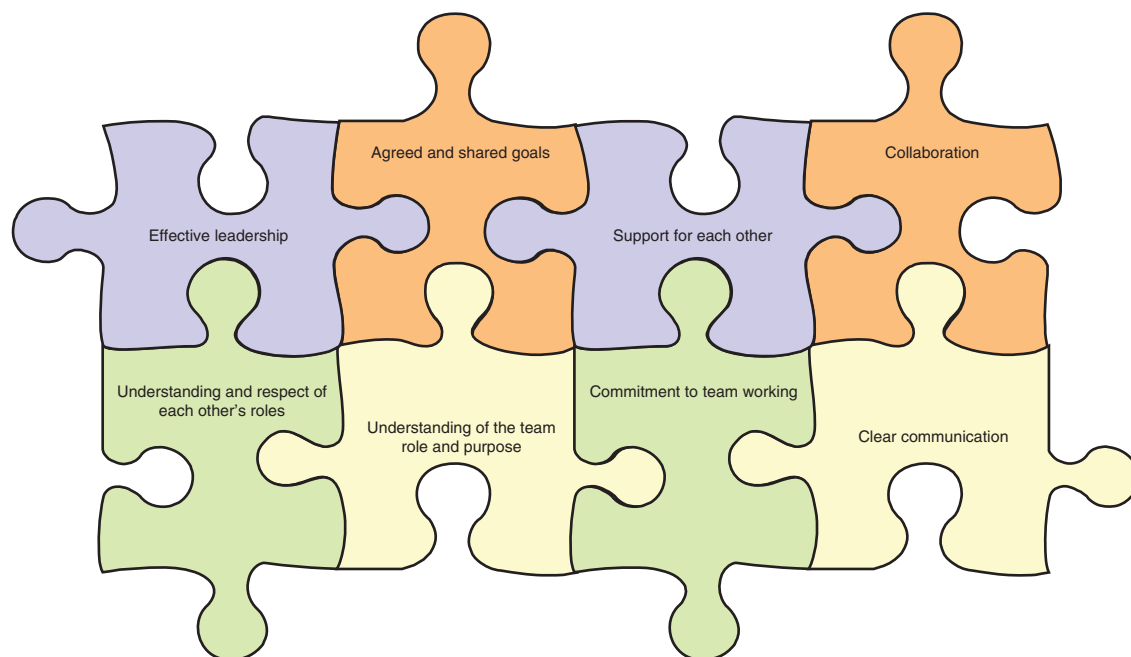 Agreed and shared goals
Collaboration
Effective leadership
Support for each other
Understanding and respect of
each other’s roles
Understanding of the team
role and purpose
Commitment to team working
Clear communication